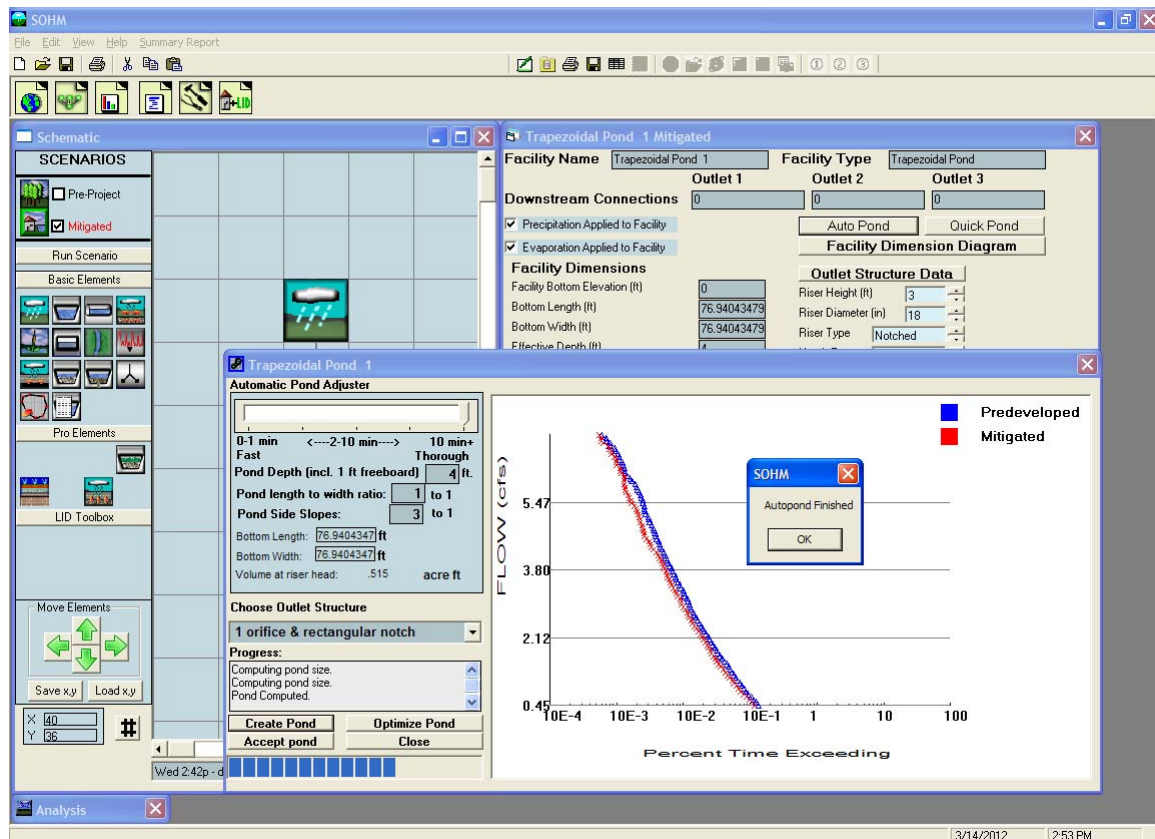 SOHM
File Edit View Help Summary Report
+LID
Schematic
SCENARIOS
Pre-Project
Mitigated
Run Scenario
Basic Elements
Pro Elements
LID Toolbox
Move Elements
Save x,y Load x,y
X 40
Y 36
#
Wed 2:42p - d
Analysis
Trapezoidal Pond 1 Mitigated
Facility Name Trapezoidal Pond 1 Facility Type Trapezoidal Pond
Outlet 1 Outlet 2 Outlet 3
Downstream Connections 0 0 0
Precipitation Applied to Facility Auto Pond Quick Pond
Evaporation Applied to Facility Facility Dimension Diagram
Facility Dimensions Outlet Structure Data
Facility Bottom Elevation (ft) 0 Riser Height (ft) 3
Bottom Length (ft) 76.94043479 Riser Diameter (in) 18
Bottom Width (ft) 76.94043479 Riser Type Notched
Effective Depth (ft) 4
Trapezoidal Pond 1
Automatic Pond Adjuster
0-1 min <----2-10 min----> 10 min+
Fast Thorough
Pond Depth (incl. 1 ft freeboard) 4 ft.
Pond length to width ratio: 1 to 1
Pond Side Slopes: 3 to 1
Bottom Length: 76.9404347 ft
Bottom Width: 76.9404347 ft
Volume at riser head: .515 acre ft
Choose Outlet Structure
1 orifice & rectangular notch
Progress:
Computing pond size.
Computing pond size.
Pond Computed.
Create Pond Optimize Pond
Accept pond Close
Predeveloped
Mitigated
FLOW (cfs)
5.47
3.80
2.12
0.45
10E-4 10E-3 10E-2 10E-1 1 10 100
Percent Time Exceeding
SOHM
Autopond Finished
OK
3/14/2012 2:53 PM